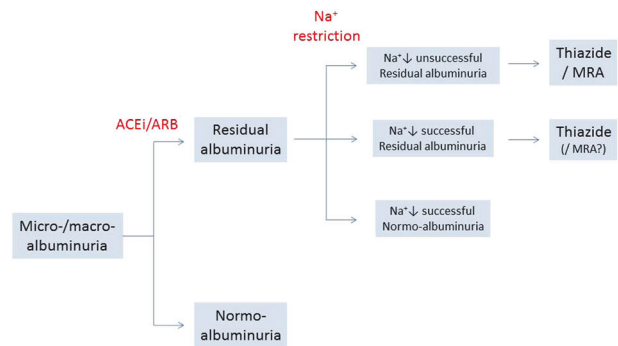 Na⁺
restriction
Na⁺↓ unsuccessful
Residual albuminuria
Thiazide
/ MRA
ACEi/ARB
Residual
albuminuria
Na⁺↓ successful
Residual albuminuria
Thiazide
(/ MRA?)
Micro-/macro-
albuminuria
Na⁺↓ successful
Normo-albuminuria
Normo-
albuminuria